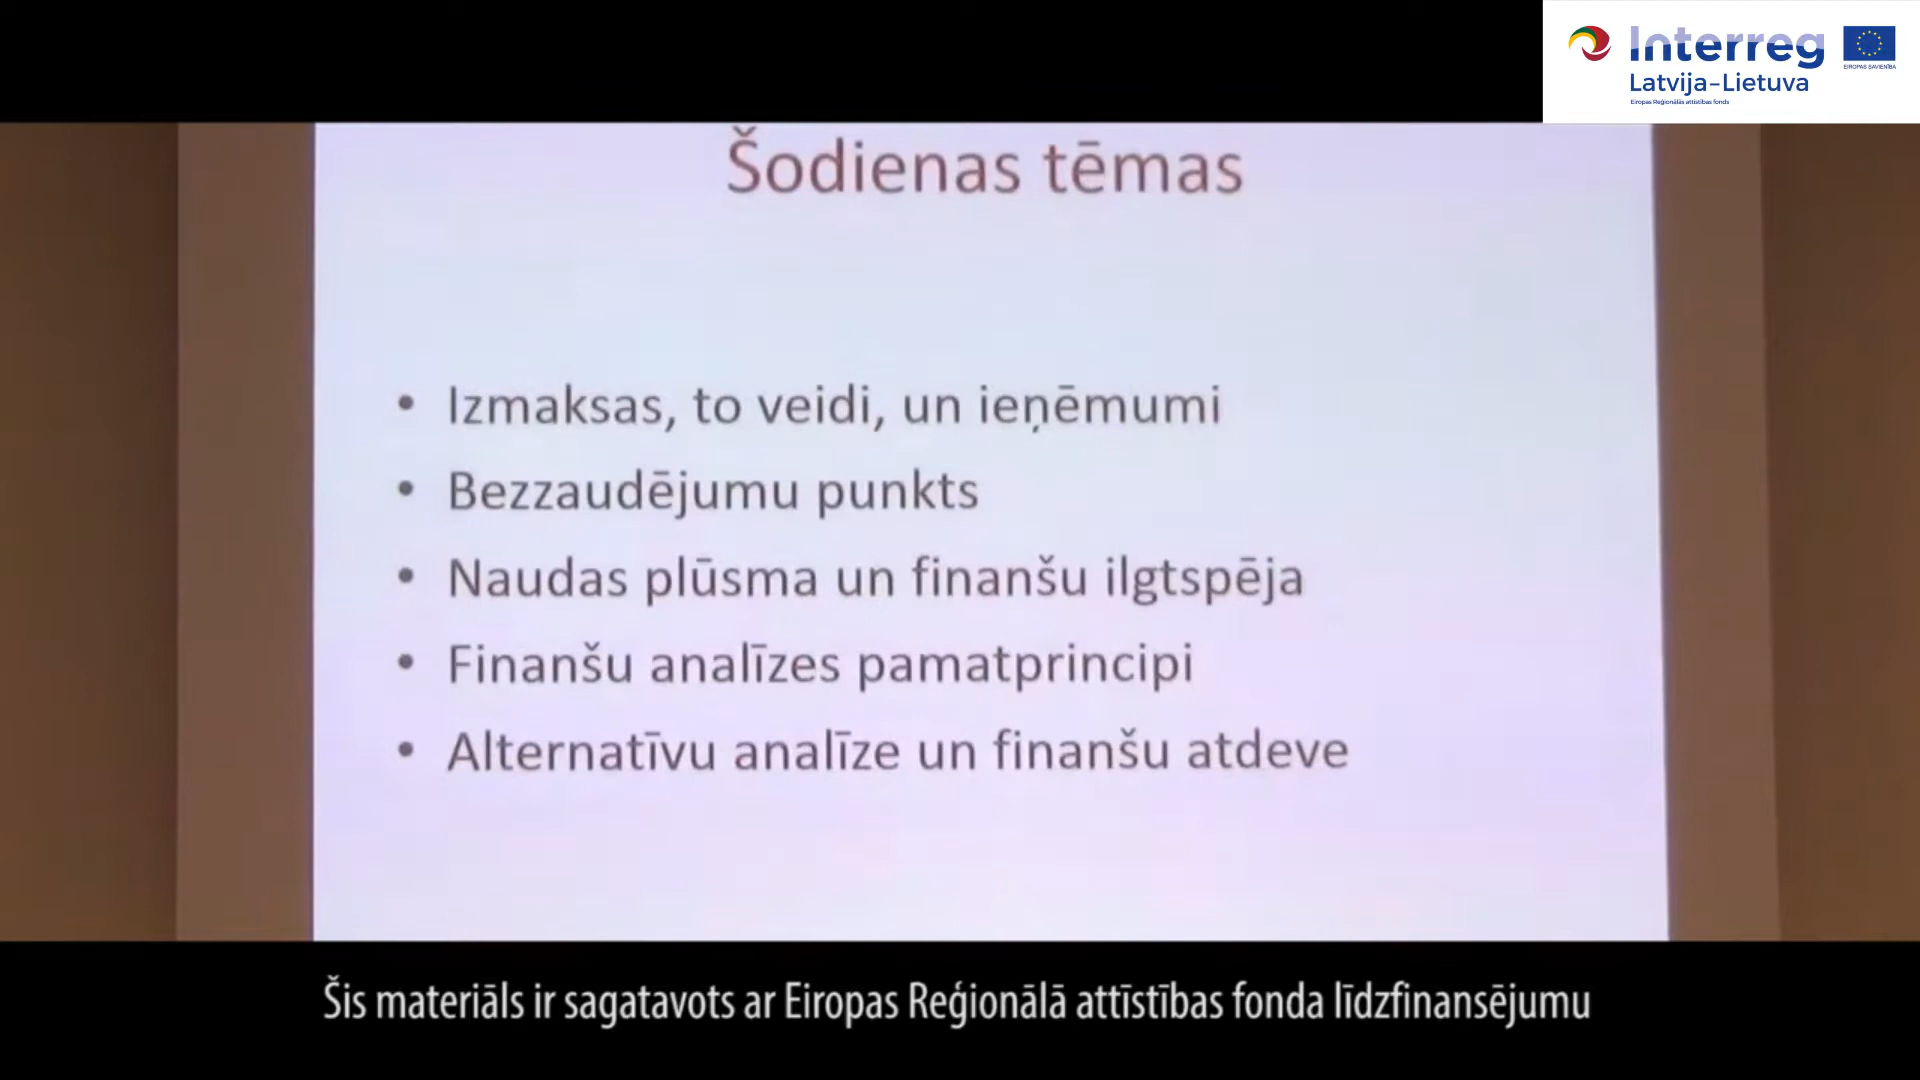 Interreg
EIROPAS SAVIENĪBA
Latvija–Lietuva
Eiropas Reģionālās attīstības fonds
Šodienas tēmas
• Izmaksas, to veidi, un ieņēmumi
• Bezzaudējumu punkts
• Naudas plūsma un finanšu ilgtspēja
• Finanšu analīzes pamatprincipi
• Alternatīvu analīze un finanšu atdeve
Šis materiāls ir sagatavots ar Eiropas Reģionālā attīstības fonda līdzfinansējumu